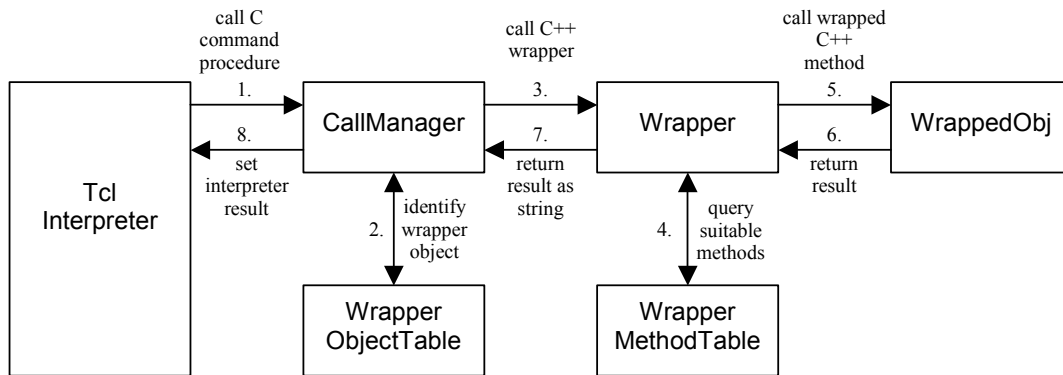 call C
command
procedure
1.
call C++
wrapper
3.
call wrapped
C++
method
5.
Tcl
Interpreter
CallManager
Wrapper
WrappedObj
8.
set
interpreter
result
7.
return
result as
string
6.
return
result
2.
identify
wrapper
object
4.
query
suitable
methods
Wrapper
ObjectTable
Wrapper
MethodTable